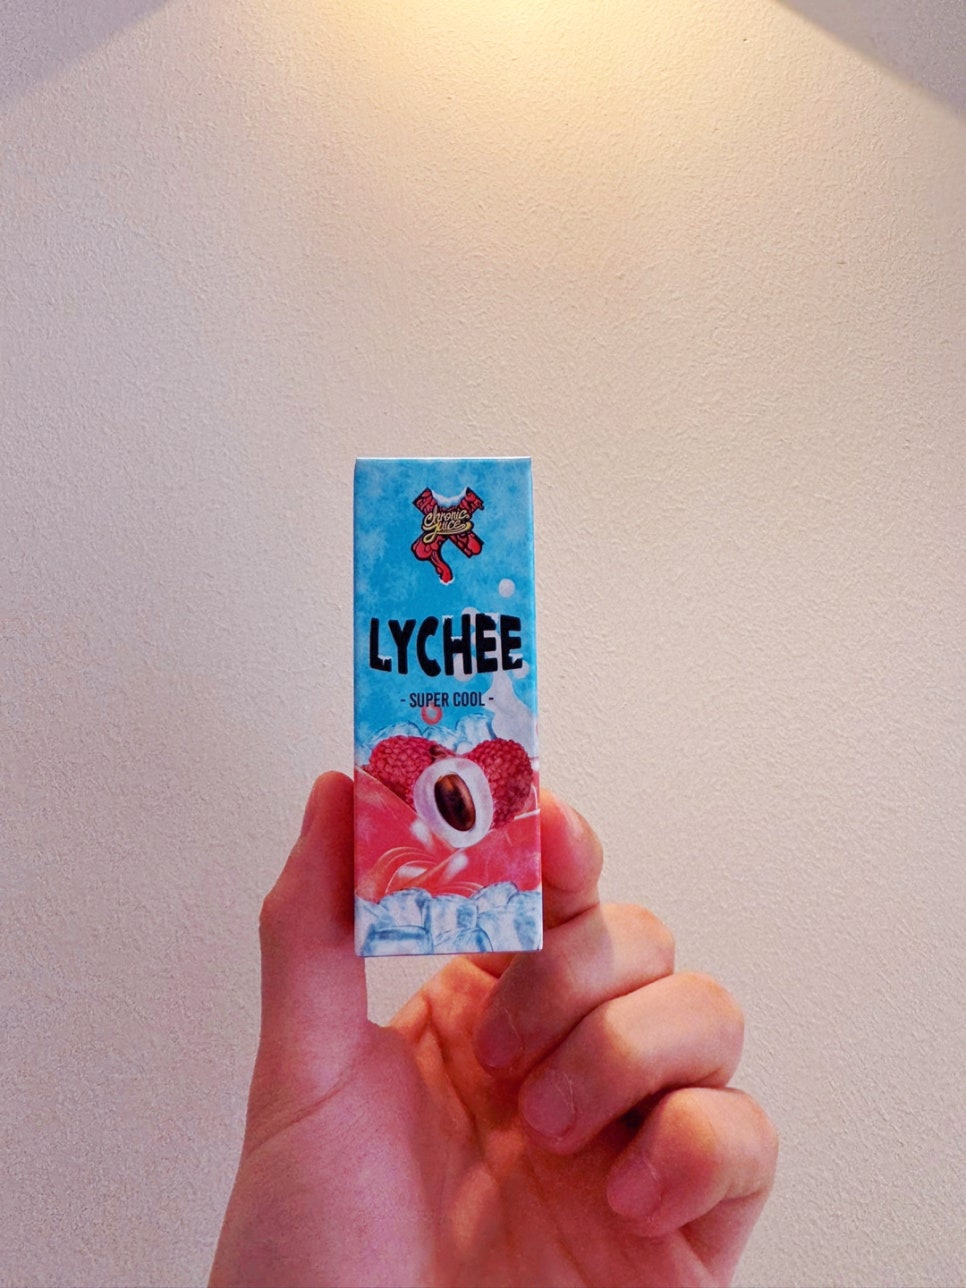 chronic
juice
LYCHEE
- SUPER COOL -